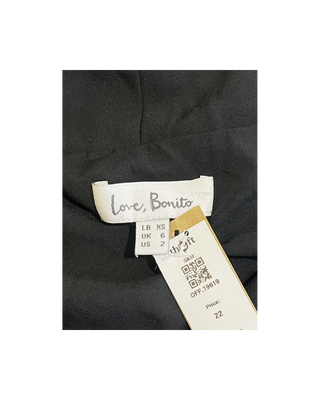 Love, Bonito
LB XS
UK 6
US 2
SKU:
OFF.19619
Price:
22